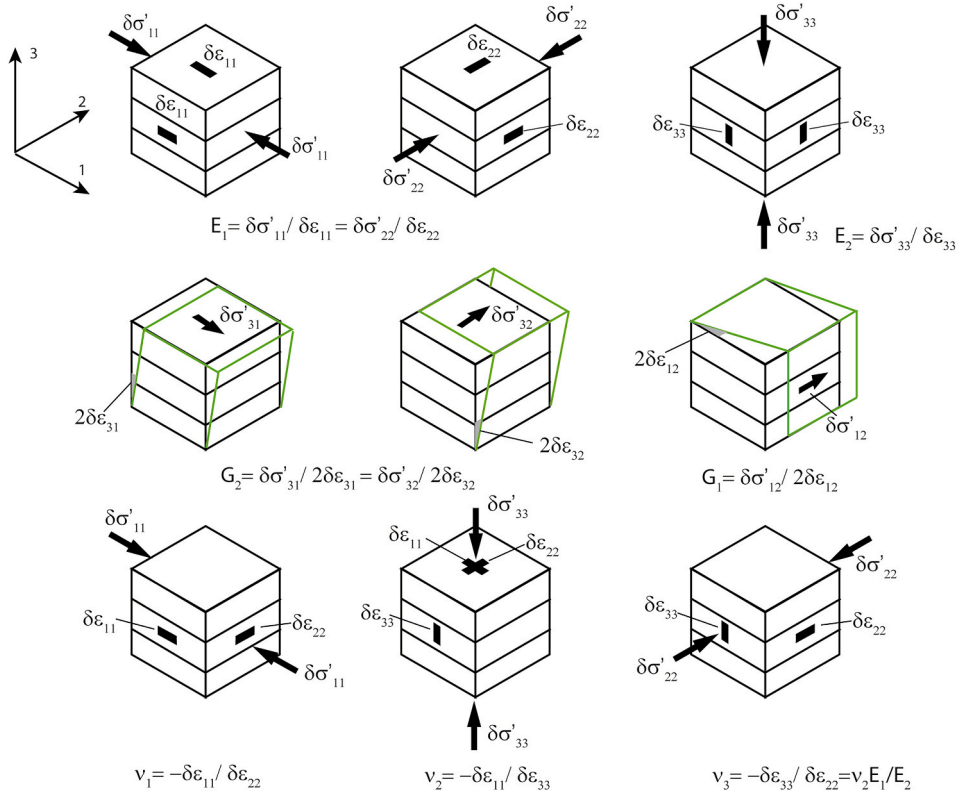 3
2
1
δσ'₁₁
δε₁₁
δε₁₁
δσ'₁₁
δσ'₂₂
δε₂₂
δε₂₂
δσ'₂₂
δσ'₃₃
δε₃₃
δε₃₃
δσ'₃₃
E₁= δσ'₁₁/ δε₁₁= δσ'₂₂/ δε₂₂
E₂= δσ'₃₃/ δε₃₃
δσ'₃₁
2δε₃₁
δσ'₃₂
2δε₃₂
2δε₁₂
δσ'₁₂
G₂= δσ'₃₁/ 2δε₃₁= δσ'₃₂/ 2δε₃₂
G₁= δσ'₁₂/ 2δε₁₂
δσ'₁₁
δε₁₁
δε₂₂
δσ'₁₁
δσ'₃₃
δε₁₁
δε₂₂
δε₃₃
δσ'₃₃
δσ'₂₂
δε₃₃
δε₂₂
δσ'₂₂
ν₁= −δε₁₁/ δε₂₂
ν₂= −δε₁₁/ δε₃₃
ν₃= −δε₃₃/ δε₂₂=ν₂E₁/E₂